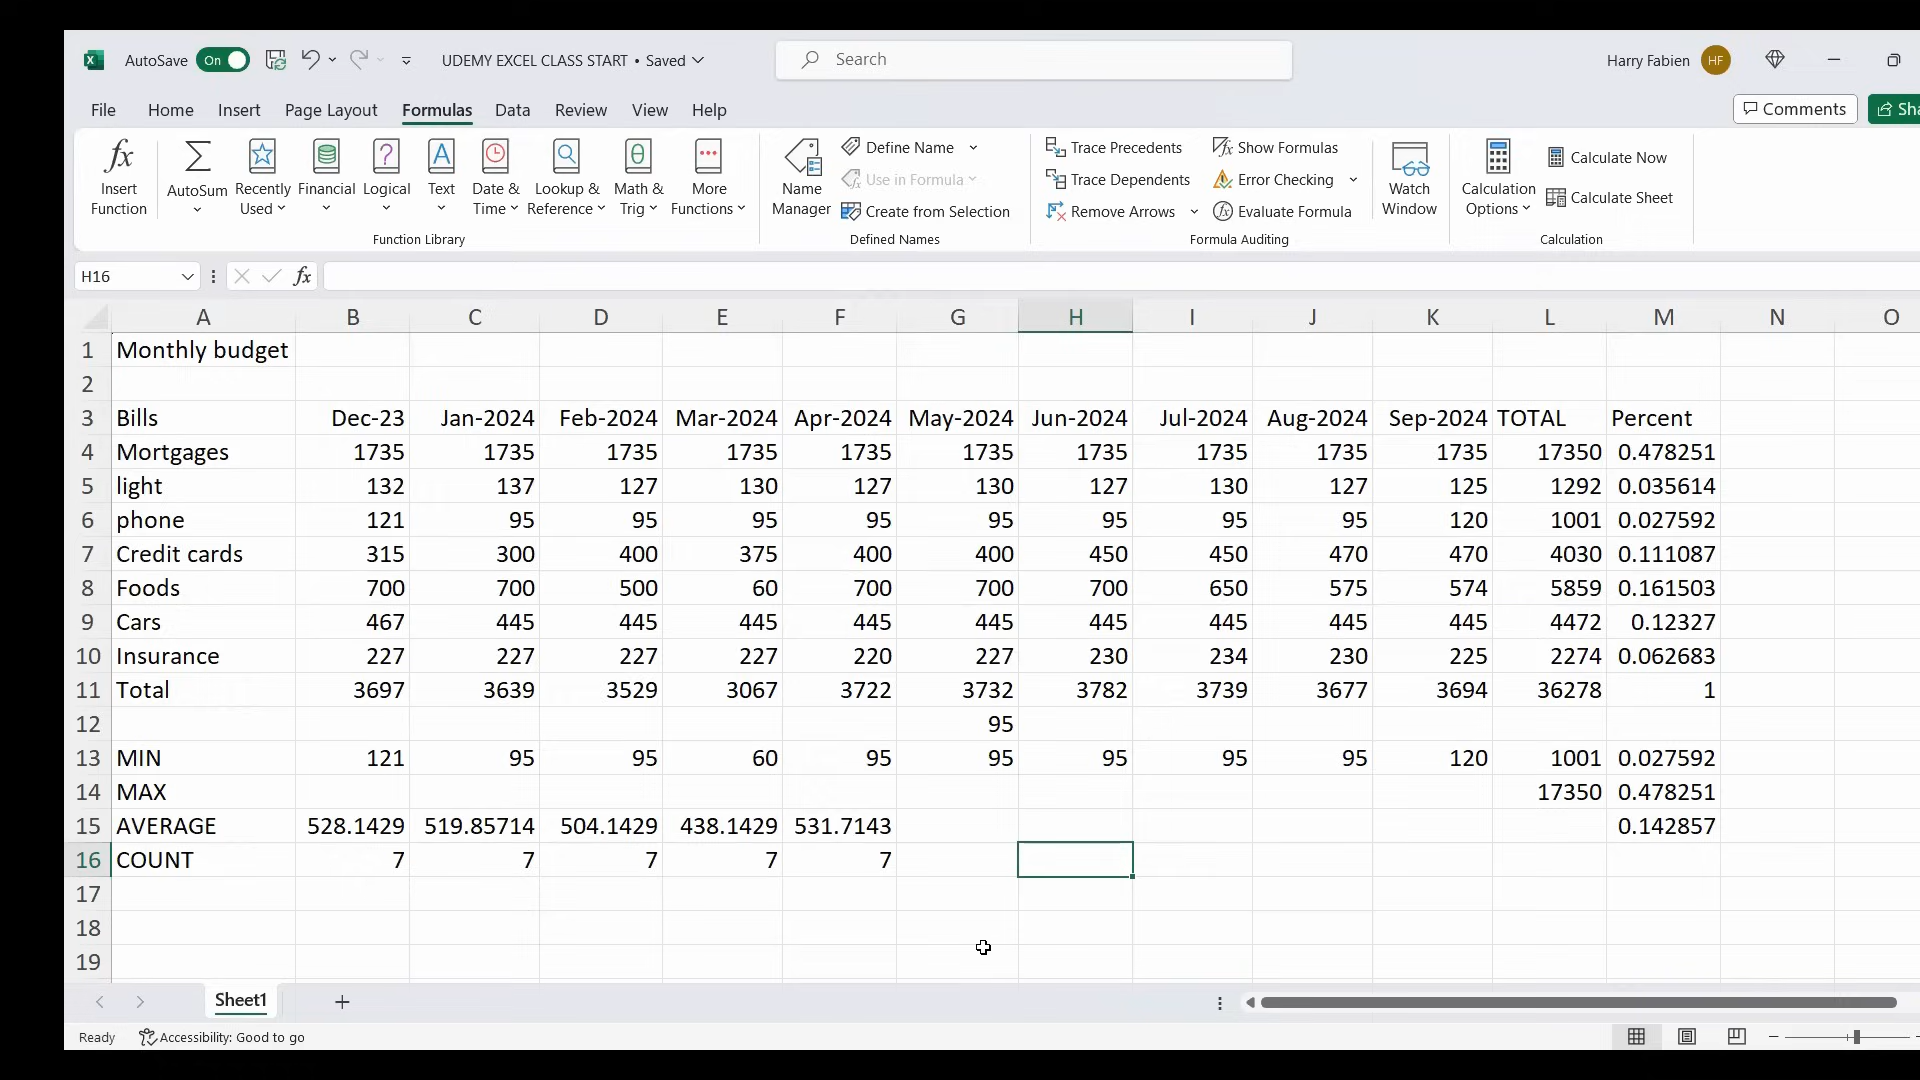 AutoSave On UDEMY EXCEL CLASS START • Saved Search Harry Fabien HF
File Home Insert Page Layout Formulas Data Review View Help Comments
fx Insert Function
AutoSum
Recently Used
Financial
Logical
Text
Date & Time
Lookup & Reference
Math & Trig
More Functions
Function Library
Name Manager
Define Name
Use in Formula
Create from Selection
Defined Names
Trace Precedents
Trace Dependents
Remove Arrows
Show Formulas
Error Checking
Evaluate Formula
Formula Auditing
Watch Window
Calculation Options
Calculate Now
Calculate Sheet
Calculation
H16 fx
A B C D E F G H I J K L M N O
1 Monthly budget
2
3 Bills Dec-23 Jan-2024 Feb-2024 Mar-2024 Apr-2024 May-2024 Jun-2024 Jul-2024 Aug-2024 Sep-2024 TOTAL Percent
4 Mortgages 1735 1735 1735 1735 1735 1735 1735 1735 1735 1735 17350 0.478251
5 light 132 137 127 130 127 130 127 130 127 125 1292 0.035614
6 phone 121 95 95 95 95 95 95 95 95 120 1001 0.027592
7 Credit cards 315 300 400 375 400 400 450 450 470 470 4030 0.111087
8 Foods 700 700 500 60 700 700 700 650 575 574 5859 0.161503
9 Cars 467 445 445 445 445 445 445 445 445 445 4472 0.12327
10 Insurance 227 227 227 227 220 227 230 234 230 225 2274 0.062683
11 Total 3697 3639 3529 3067 3722 3732 3782 3739 3677 3694 36278 1
12 95
13 MIN 121 95 95 60 95 95 95 95 95 120 1001 0.027592
14 MAX 17350 0.478251
15 AVERAGE 528.1429 519.85714 504.1429 438.1429 531.7143 0.142857
16 COUNT 7 7 7 7 7
17
18
19
Sheet1
Ready Accessibility: Good to go